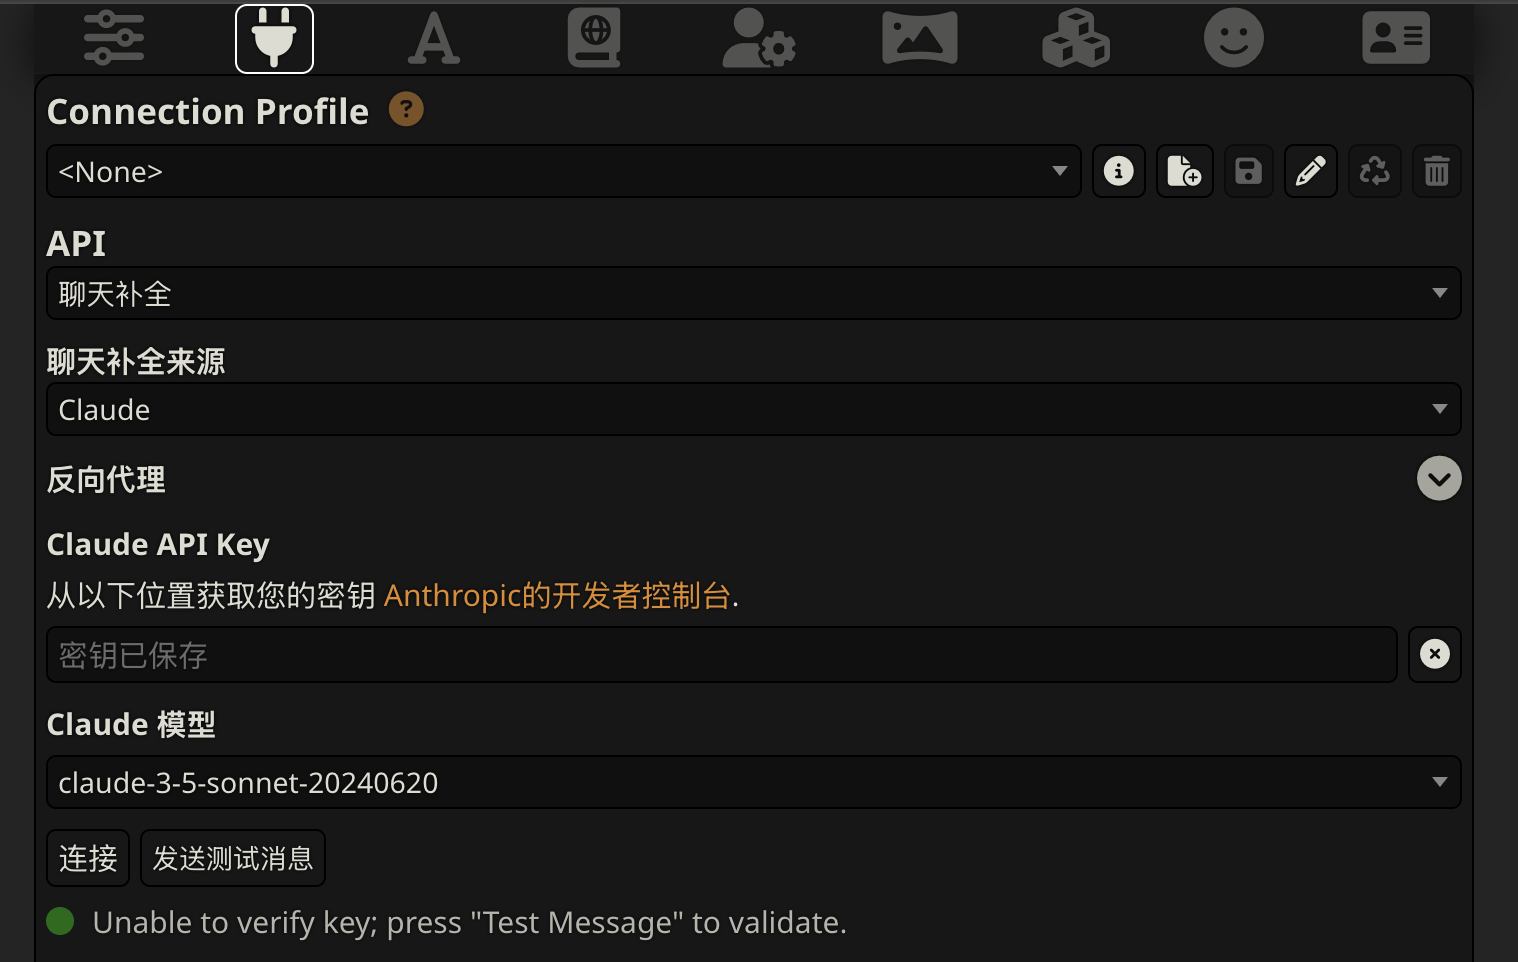 Connection Profile ?
<None>
API
聊天补全
聊天补全来源
Claude
反向代理
Claude API Key
从以下位置获取您的密钥 Anthropic的开发者控制台.
密钥已保存
Claude 模型
claude-3-5-sonnet-20240620
连接 发送测试消息
Unable to verify key; press "Test Message" to validate.